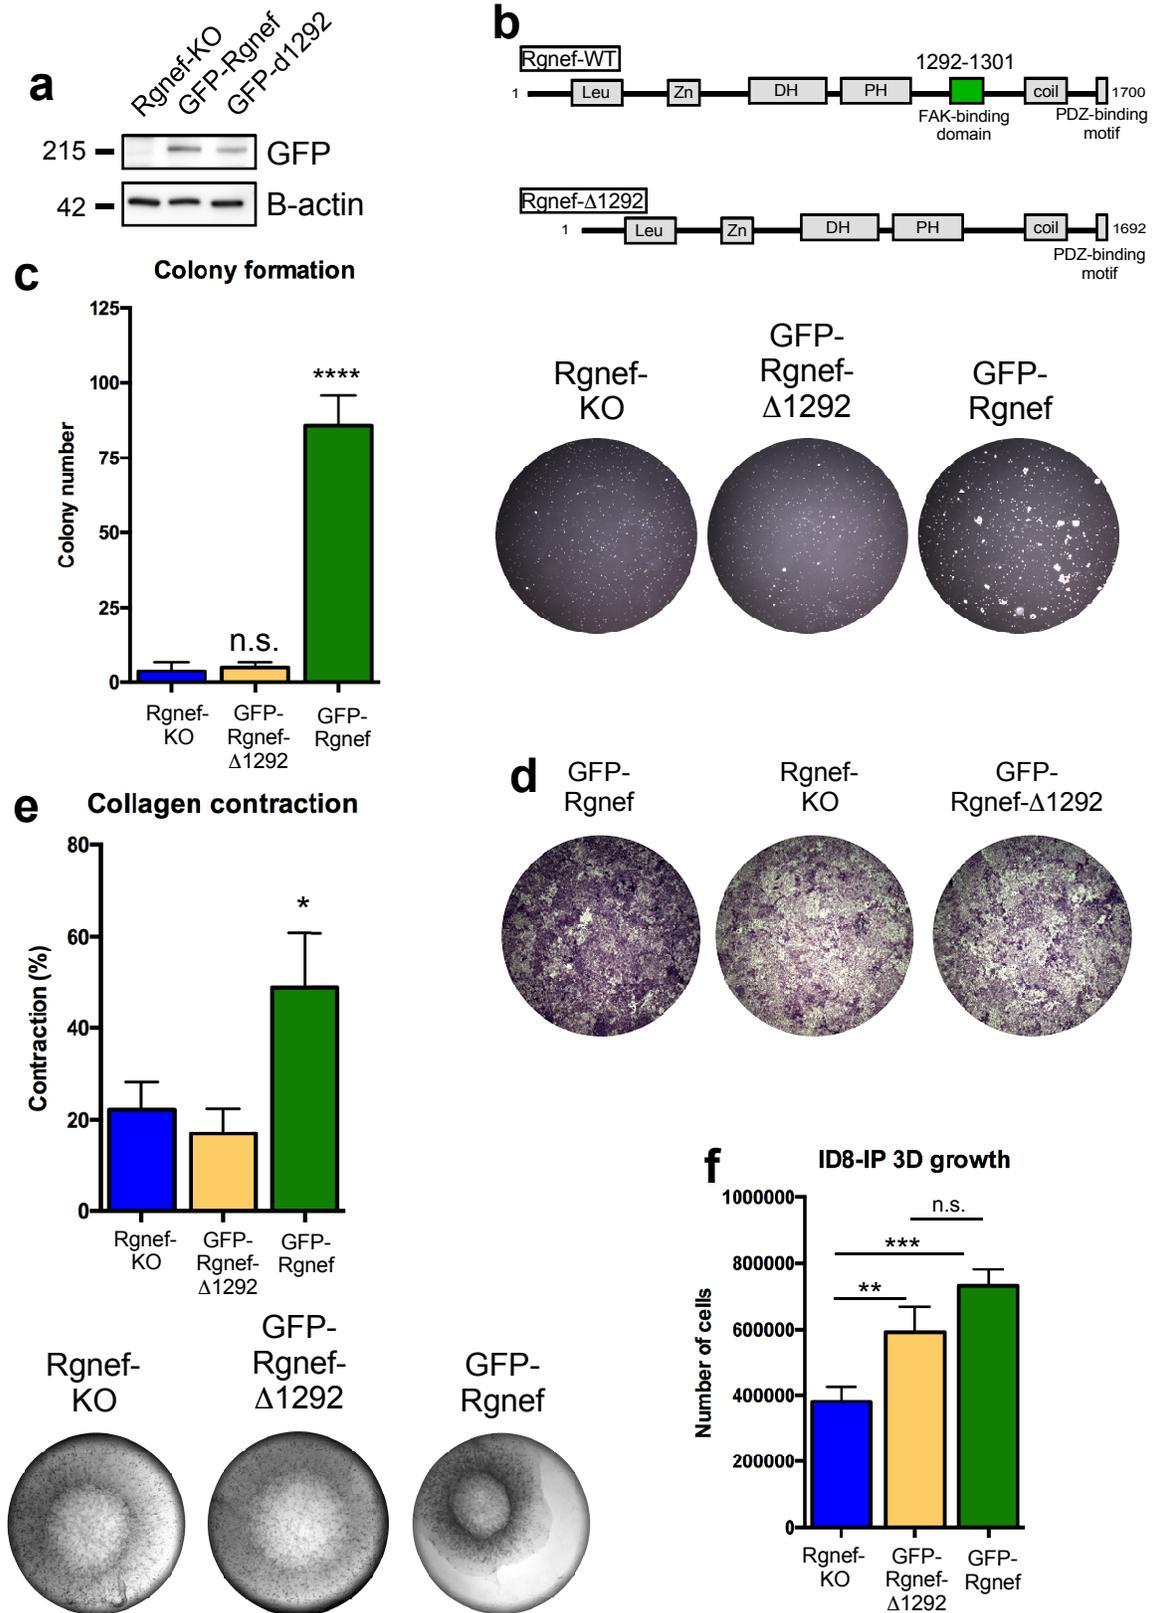 a
Rgnef-KO
GFP-Rgnef
GFP-d1292
215
GFP
42
B-actin
b
Rgnef-WT
1292-1301
1
Leu
Zn
DH
PH
coil
1700
FAK-binding
domain
PDZ-binding
motif
Rgnef-Δ1292
1
Leu
Zn
DH
PH
coil
1692
PDZ-binding
motif
c
Colony formation
Colony number
125
100
75
50
25
0
n.s.
****
Rgnef-
KO
GFP-
Rgnef-
Δ1292
GFP-
Rgnef
Rgnef-
KO
GFP-
Rgnef-
Δ1292
GFP-
Rgnef
d
GFP-
Rgnef
Rgnef-
KO
GFP-
Rgnef-Δ1292
e
Collagen contraction
Contraction (%)
80
60
40
20
0
*
Rgnef-
KO
GFP-
Rgnef-
Δ1292
GFP-
Rgnef
Rgnef-
KO
GFP-
Rgnef-
Δ1292
GFP-
Rgnef
f
ID8-IP 3D growth
Number of cells
1000000
800000
600000
400000
200000
0
n.s.
***
**
Rgnef-
KO
GFP-
Rgnef-
Δ1292
GFP-
Rgnef